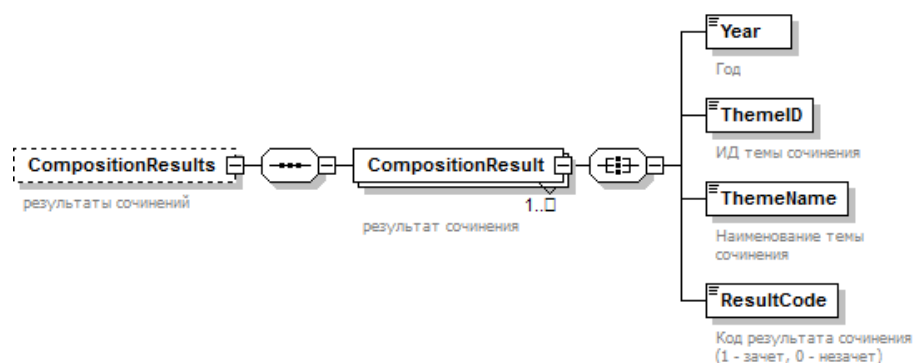 Year
Год
ThemeID
ИД темы сочинения
CompositionResults
результаты сочинений
CompositionResult
1..□
результат сочинения
ThemeName
Наименование темы
сочинения
ResultCode
Код результата сочинения
(1 - зачет, 0 - незачет)